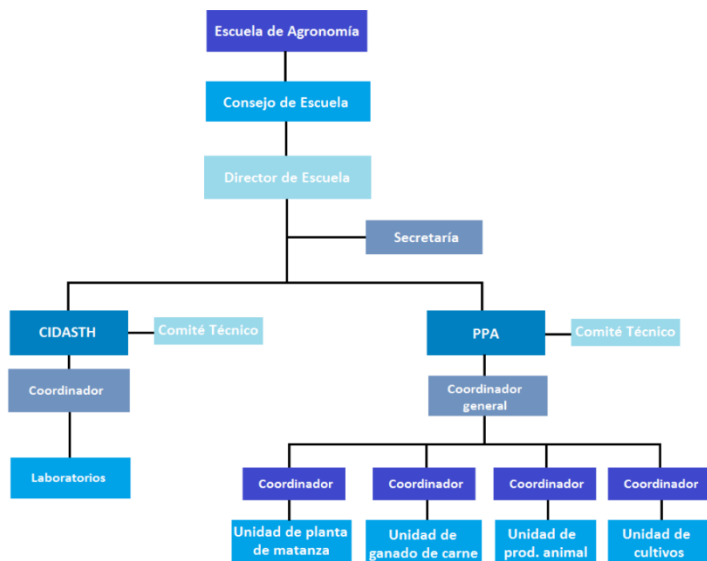 Escuela de Agronomía
Consejo de Escuela
Director de Escuela
Secretaría
CIDASTH
Comité Técnico
PPA
Comité Técnico
Coordinador
Coordinador
general
Laboratorios
Coordinador
Coordinador
Coordinador
Coordinador
Unidad de planta
de matanza
Unidad de
ganado de carne
Unidad de
prod. animal
Unidad de
cultivos